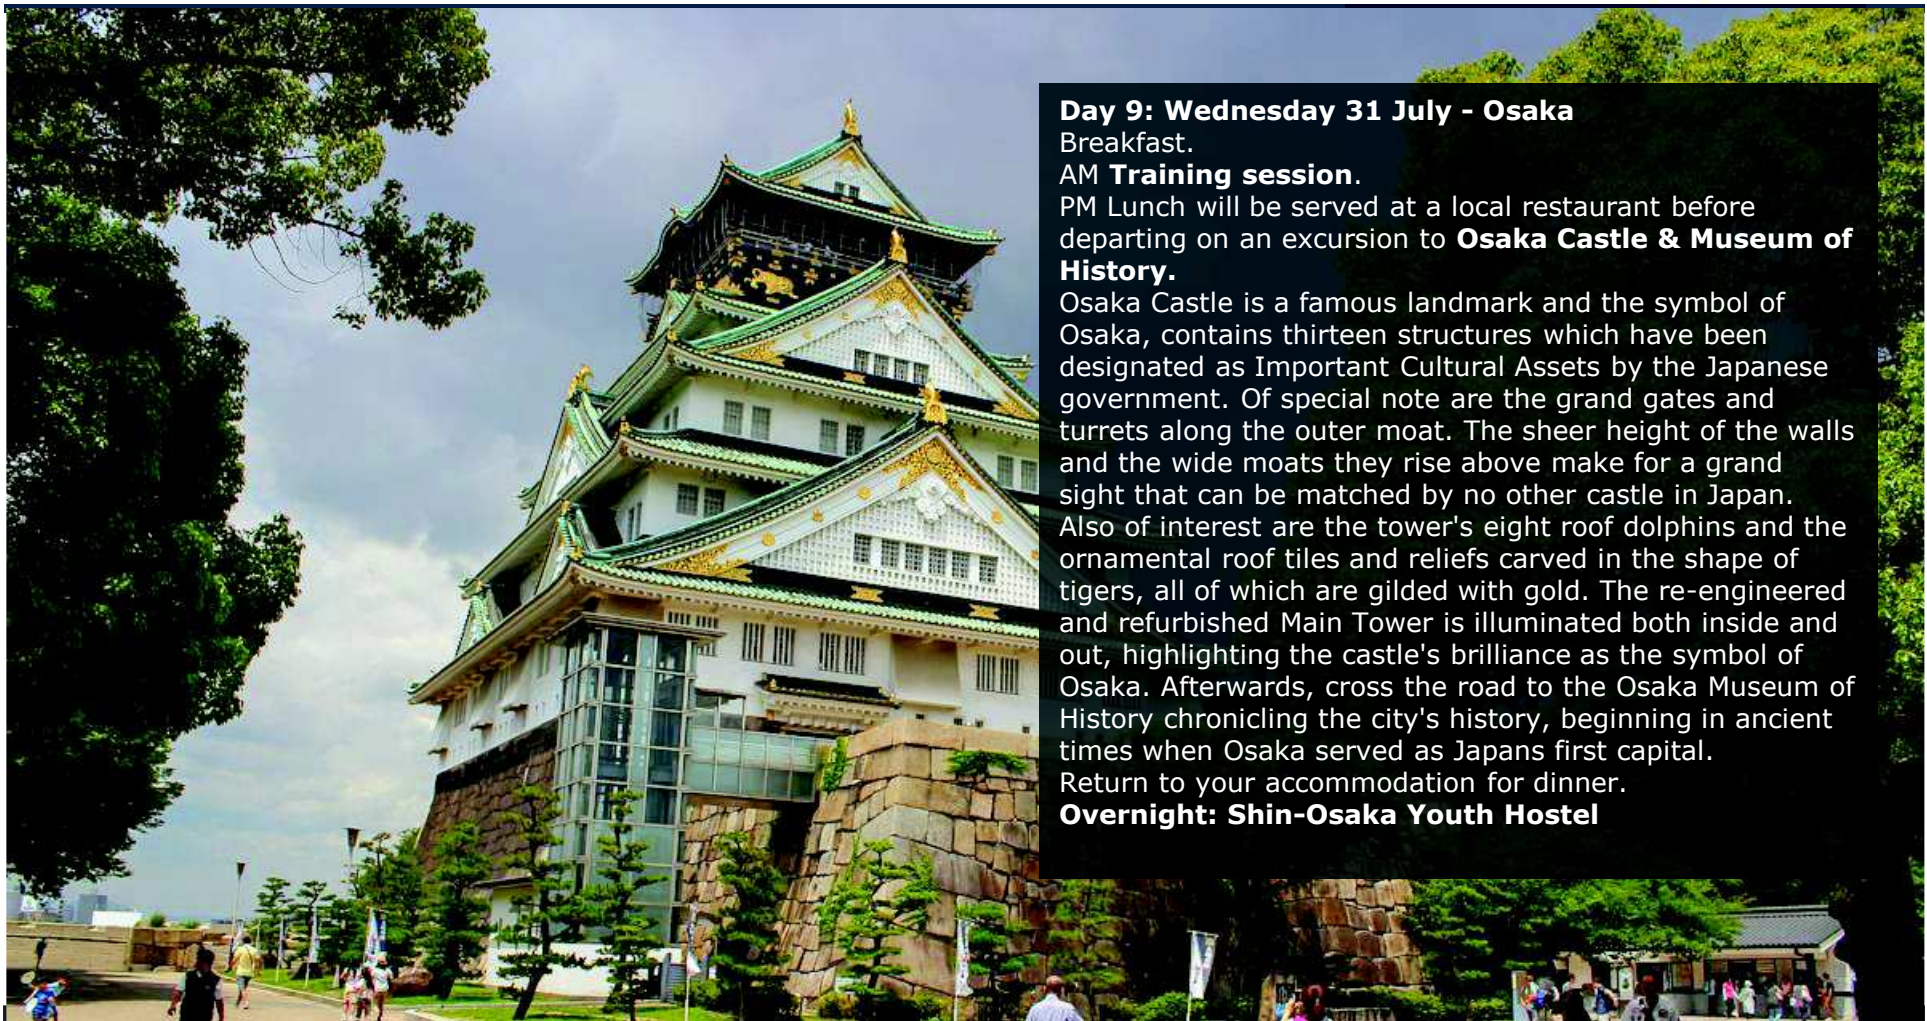 Day 9: Wednesday 31 July - Osaka
Breakfast.
AM Training session.
PM Lunch will be served at a local restaurant before
departing on an excursion to Osaka Castle & Museum of
History.
Osaka Castle is a famous landmark and the symbol of
Osaka, contains thirteen structures which have been
designated as Important Cultural Assets by the Japanese
government. Of special note are the grand gates and
turrets along the outer moat. The sheer height of the walls
and the wide moats they rise above make for a grand
sight that can be matched by no other castle in Japan.
Also of interest are the tower's eight roof dolphins and the
ornamental roof tiles and reliefs carved in the shape of
tigers, all of which are gilded with gold. The re-engineered
and refurbished Main Tower is illuminated both inside and
out, highlighting the castle's brilliance as the symbol of
Osaka. Afterwards, cross the road to the Osaka Museum of
History chronicling the city's history, beginning in ancient
times when Osaka served as Japans first capital.
Return to your accommodation for dinner.
Overnight: Shin-Osaka Youth Hostel